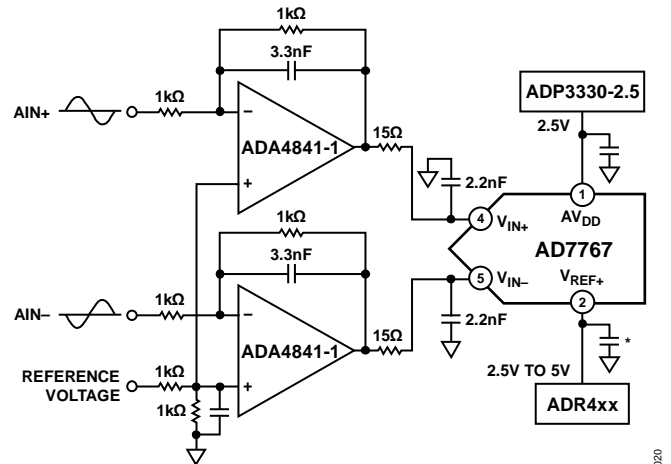 1kΩ
3.3nF
1kΩ
AIN+
−
ADA4841-1
+
15Ω
2.2nF
ADP3330-2.5
2.5V
1
AVDD
4
VIN+
AD7767
5
VIN−
VREF+
2
1kΩ
3.3nF
1kΩ
AIN−
−
ADA4841-1
+
15Ω
2.2nF
*
2.5V TO 5V
ADR4xx
REFERENCE
VOLTAGE
1kΩ
1kΩ
020